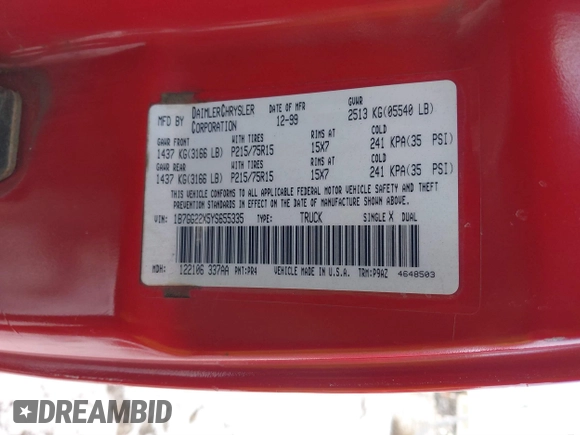 MFD BY DAIMLERCHRYSLER CORPORATION DATE OF MFR 12-99 GVWR 2513 KG(05540 LB)
GAWR FRONT WITH TIRES RIMS AT COLD
1437 KG(3166 LB) P215/75R15 15X7 241 KPA(35 PSI)
GAWR REAR WITH TIRES RIMS AT COLD
1437 KG(3166 LB) P215/75R15 15X7 241 KPA(35 PSI)
THIS VEHICLE CONFORMS TO ALL APPLICABLE FEDERAL MOTOR VEHICLE SAFETY AND THEFT
PREVENTION STANDARDS IN EFFECT ON THE DATE OF MANUFACTURE SHOWN ABOVE.
VIN: 1B7GG22X5YS655335 TYPE: TRUCK SINGLE X DUAL
MDH: 122106 337AA PNT:PR4 VEHICLE MADE IN U.S.A. TRM:P9AZ 4648503
DREAMBID